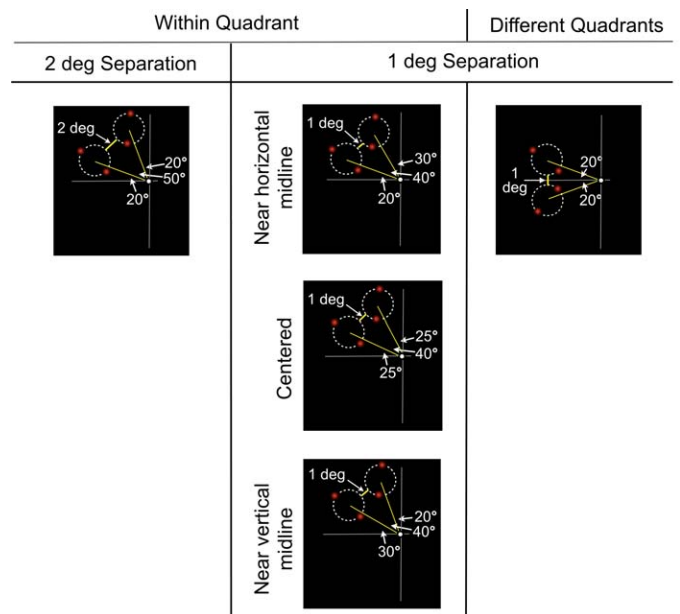 Within Quadrant
Different Quadrants
2 deg Separation
1 deg Separation
2 deg
20°
50°
20°
Near horizontal
midline
1 deg
30°
40°
20°
1
deg
20°
20°
Centered
1 deg
25°
40°
25°
Near vertical
midline
1 deg
20°
40°
30°